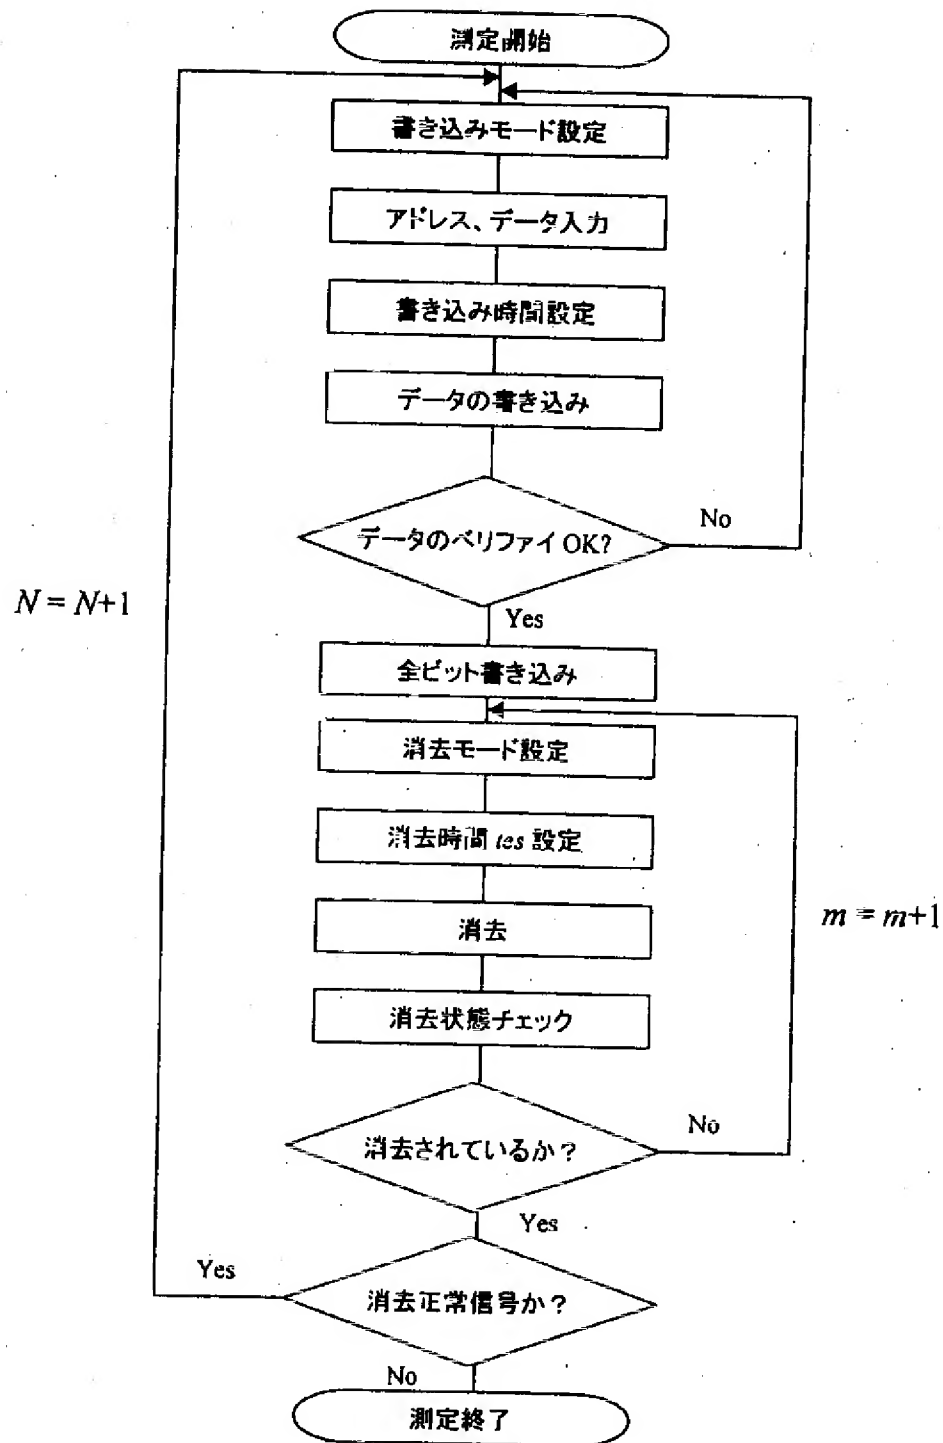 測定開始
書き込みモード設定
アドレス、データ入力
書き込み時間設定
データの書き込み
データのベリファイ OK?
No
N = N+1
Yes
全ビット書き込み
消去モード設定
消去時間 tes 設定
消去
m = m+1
消去状態チェック
消去されているか？
No
Yes
Yes
消去正常信号か？
No
測定終了